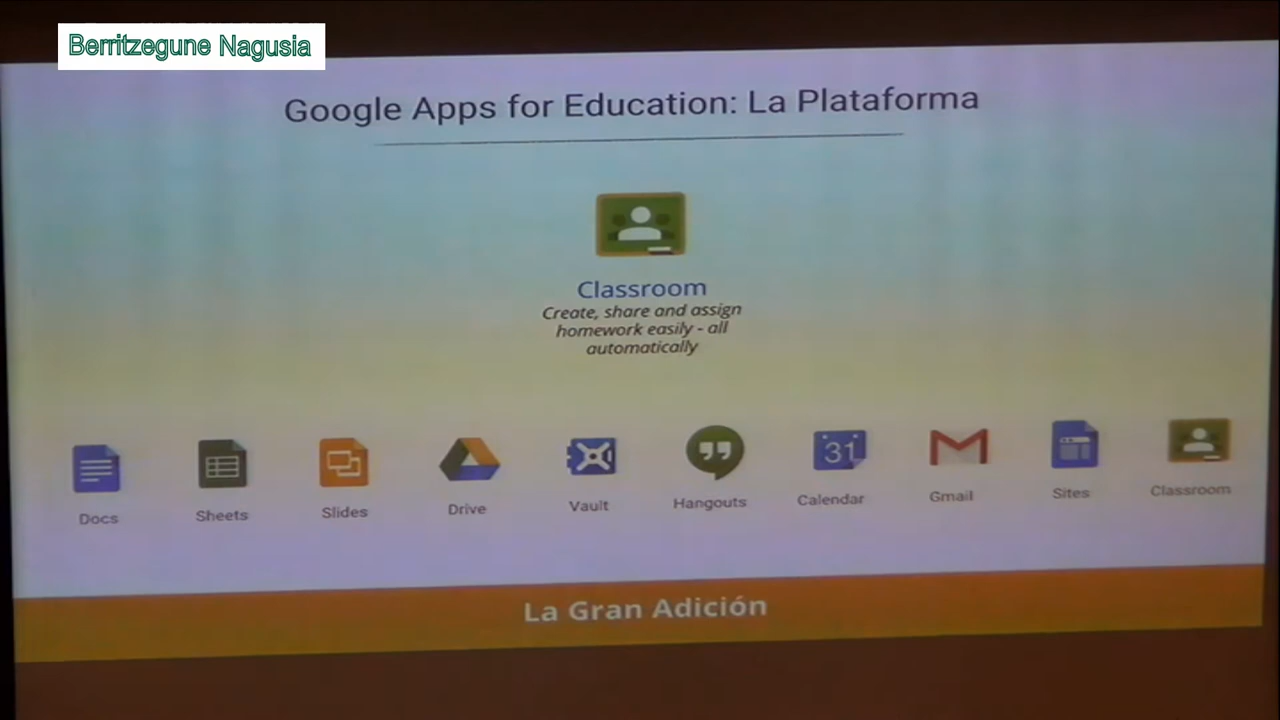 Berritzegune Nagusia
Google Apps for Education: La Plataforma
Classroom
Create, share and assign
homework easily - all
automatically
31
Docs Sheets Slides Drive Vault Hangouts Calendar Gmail Sites Classroom
La Gran Adición